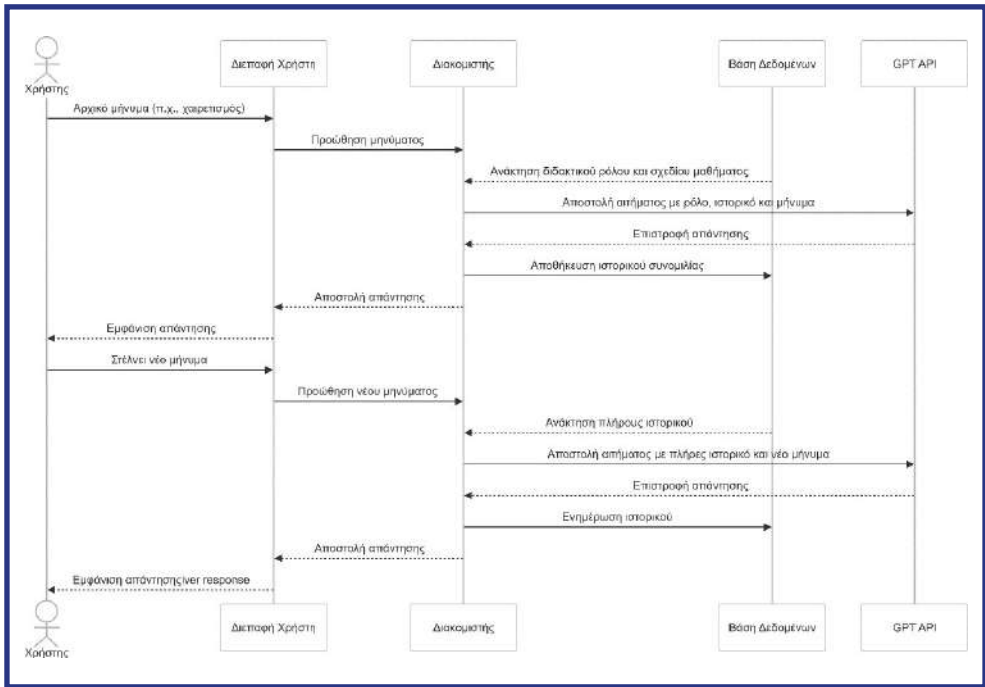 Χρήστης
Διεπαφή Χρήστη
Διακομιστής
Βάση Δεδομένων
GPT API
Αρχικό μήνυμα (π.χ., χαιρετισμός)
Προώθηση μηνύματος
Ανάκτηση διδακτικού ρόλου και σχεδίου μαθήματος
Αποστολή αιτήματος με ρόλο, ιστορικό και μήνυμα
Επιστροφή απάντησης
Αποθήκευση ιστορικού συνομιλίας
Αποστολή απάντησης
Εμφάνιση απάντησης
Στέλνει νέο μήνυμα
Προώθηση νέου μηνύματος
Ανάκτηση πλήρους ιστορικού
Αποστολή αιτήματος με πλήρες ιστορικό και νέο μήνυμα
Επιστροφή απάντησης
Ενημέρωση ιστορικού
Αποστολή απάντησης
Εμφάνιση απάντησηςiver response
Χρήστης
Διεπαφή Χρήστη
Διακομιστής
Βάση Δεδομένων
GPT API